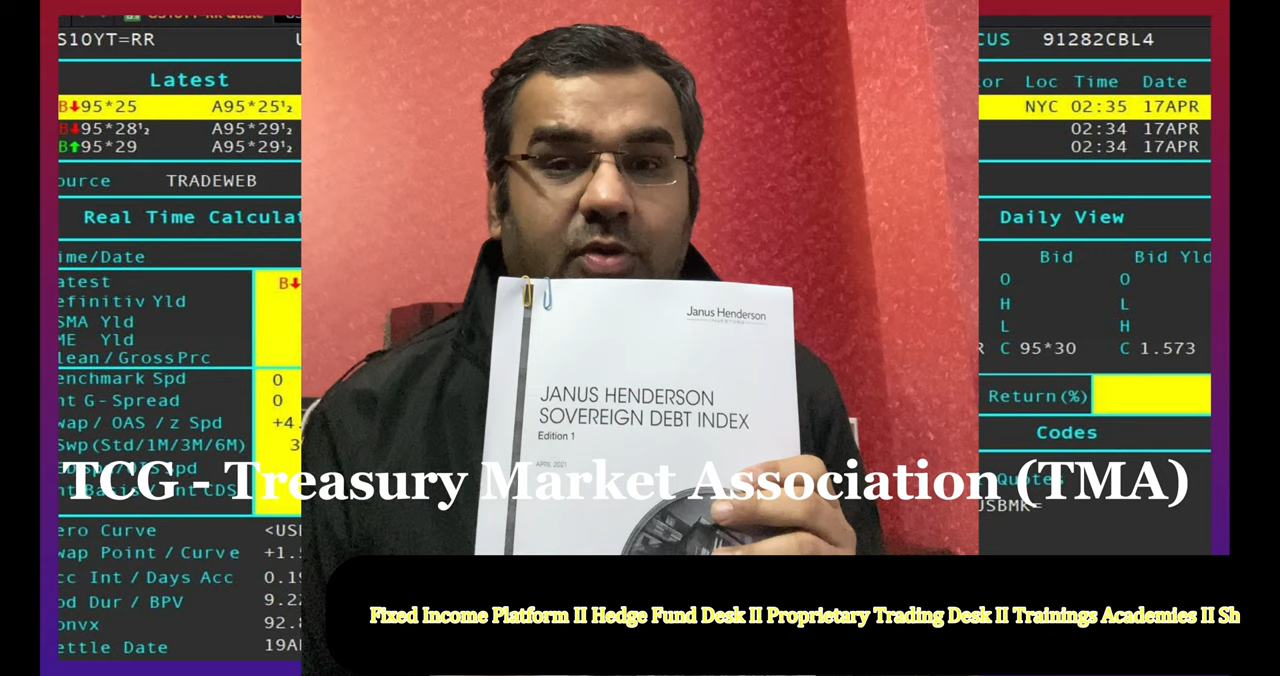 S10YT=RR
Latest
B↓95*25 A95*25½
B↓95*28½ A95*29½
B↑95*29 A95*29½
ource TRADEWEB
Real Time Calculat
ime/Date
atest B↓
efinitiv Yld
SMA Yld
ME Yld
lean/GrossPrc
enchmark Spd 0
nt G-Spread 0
wap/OAS/z Spd +4.
Swp(Std/1M/3M/6M) 3
ero Curve <US
wap Point/Curve +1.
cc Int/Days Acc 0.19
od Dur/BPV 9.2
onvx 92.
ettle Date 19A
Janus Henderson
INVESTORS
JANUS HENDERSON
SOVEREIGN DEBT INDEX
Edition 1
APRIL 2021
CUS 91282CBL4
or Loc Time Date
NYC 02:35 17APR
02:34 17APR
02:34 17APR
Daily View
Bid Bid Yld
O O
H L
L H
C 95*30 C 1.573
Return(%)
Codes
Quotes
USBMK=
TCG - Treasury Market Association (TMA)
Fixed Income Platform II Hedge Fund Desk II Proprietary Trading Desk II Trainings Academies II Sh